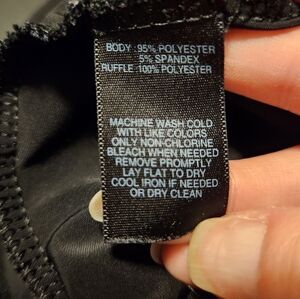 BODY :95% POLYESTER
5% SPANDEX
RUFFLE :100% POLYESTER
MACHINE WASH COLD
WITH LIKE COLORS
ONLY NON-CHLORINE
BLEACH WHEN NEEDED
REMOVE PROMPTLY
LAY FLAT TO DRY
COOL IRON IF NEEDED
OR DRY CLEAN